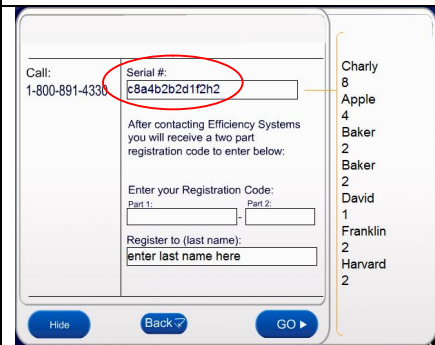 Call:
1-800-891-4330
Serial #:
c8a4b2b2d1f2h2
After contacting Efficiency Systems
you will receive a two part
registration code to enter below:
Enter your Registration Code:
Part 1:
Part 2:
-
Register to (last name):
enter last name here
Hide
Back
GO
Charly
8
Apple
4
Baker
2
Baker
2
David
1
Franklin
2
Harvard
2